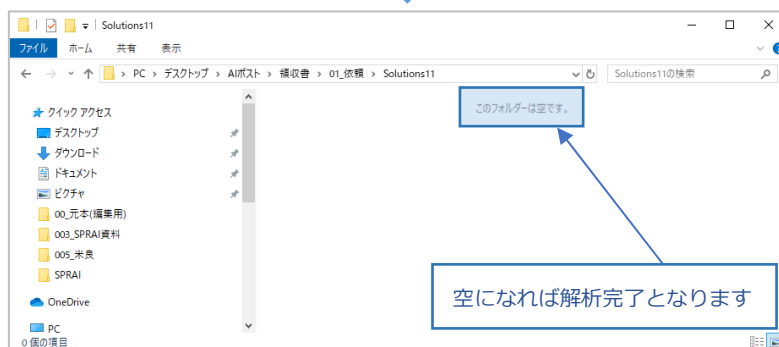 Solutions11
ファイル ホーム 共有 表示
PC › デスクトップ › AIポスト › 領収書 › 01_依頼 › Solutions11
Solutions11の検索
クイック アクセス
デスクトップ
ダウンロード
ドキュメント
ピクチャ
00_元本(編集用)
003_SPRAI資料
005_米良
SPRAI
OneDrive
PC
0 個の項目
このフォルダーは空です。
空になれば解析完了となります